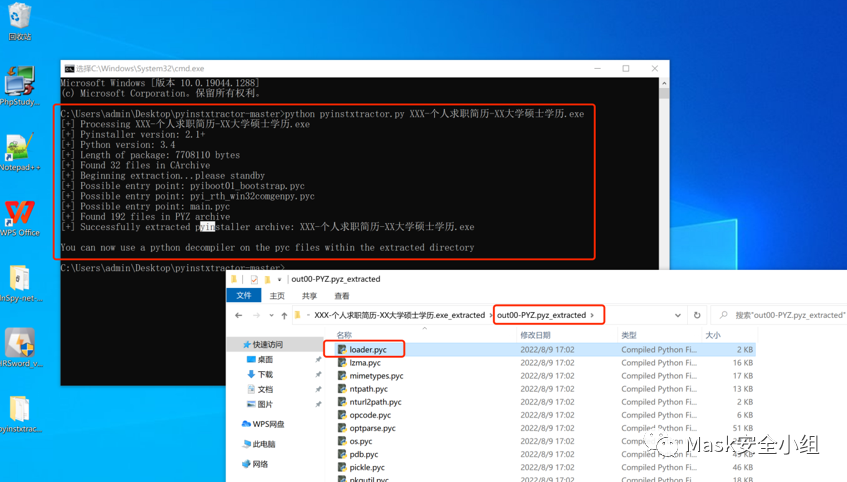 回收站
PhpStudy...
Notepad++
WPS Office
nSpy-net-...
HRSword_v...
pyinstxtrac...
选择C:\Windows\System32\cmd.exe
Microsoft Windows [版本 10.0.19044.1288]
(c) Microsoft Corporation。保留所有权利。
C:\Users\admin\Desktop\pyinstxtractor-master>python pyinstxtractor.py XXX-个人求职简历-XX大学硕士学历.exe
[+] Processing XXX-个人求职简历-XX大学硕士学历.exe
[+] Pyinstaller version: 2.1+
[+] Python version: 3.4
[+] Length of package: 7708110 bytes
[+] Found 32 files in CArchive
[+] Beginning extraction...please standby
[+] Possible entry point: pyiboot01_bootstrap.pyc
[+] Possible entry point: pyi_rth_win32comgenpy.pyc
[+] Possible entry point: main.pyc
[+] Found 192 files in PYZ archive
[+] Successfully extracted pyinstaller archive: XXX-个人求职简历-XX大学硕士学历.exe
You can now use a python decompiler on the pyc files within the extracted directory
C:\Users\admin\Desktop\pyinstxtractor-master>
out00-PYZ.pyz_extracted
文件 主页 共享 查看
XXX-个人求职简历-XX大学硕士学历.exe_extracted › out00-PYZ.pyz_extracted › 搜索"out00-PYZ.pyz_extracted"
快速访问
桌面
下载
文档
图片
WPS网盘
此电脑
网络
名称 修改日期 类型 大小
loader.pyc 2022/8/9 17:02 Compiled Python Fi... 2 KB
lzma.pyc 2022/8/9 17:02 Compiled Python Fi... 16 KB
mimetypes.pyc 2022/8/9 17:02 Compiled Python Fi... 17 KB
ntpath.pyc 2022/8/9 17:02 Compiled Python Fi... 13 KB
nturl2path.pyc 2022/8/9 17:02 Compiled Python Fi... 2 KB
opcode.pyc 2022/8/9 17:02 Compiled Python Fi... 6 KB
optparse.pyc 2022/8/9 17:02 Compiled Python Fi... 51 KB
os.pyc 2022/8/9 17:02 Compiled Python Fi...
pdb.pyc 2022/8/9 17:02 Compiled Python Fi...
pickle.pyc 2022/8/9 17:02 Compiled Python Fi... 46 KB
pkgutil.pyc 2022/8/9 17:02 Compiled Python Fi... 18 KB
Mask安全小组